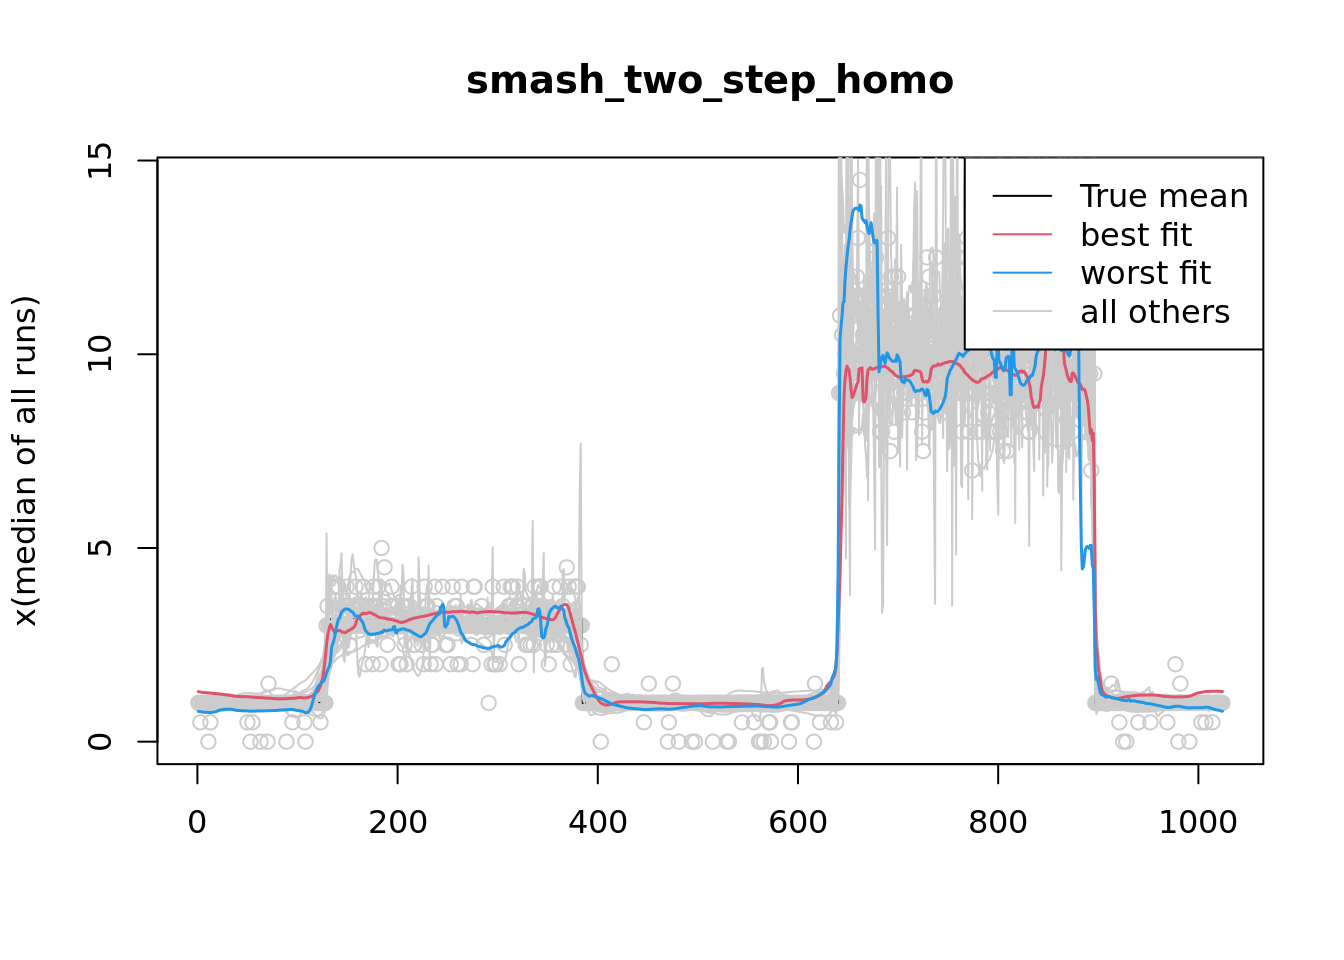 smash_two_step_homo
x(median of all runs)
15
10
5
0
True mean
best fit
worst fit
all others
0 200 400 600 800 1000